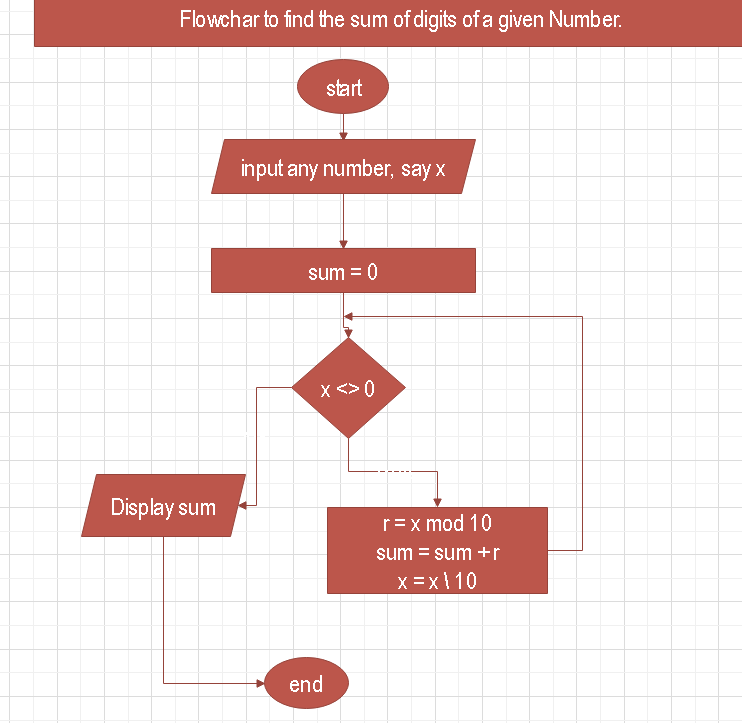 Flowchar to find the sum of digits of a given Number.
start
input any number, say x
sum = 0
x <> 0
Display sum
r = x mod 10
sum = sum + r
x = x \ 10
end